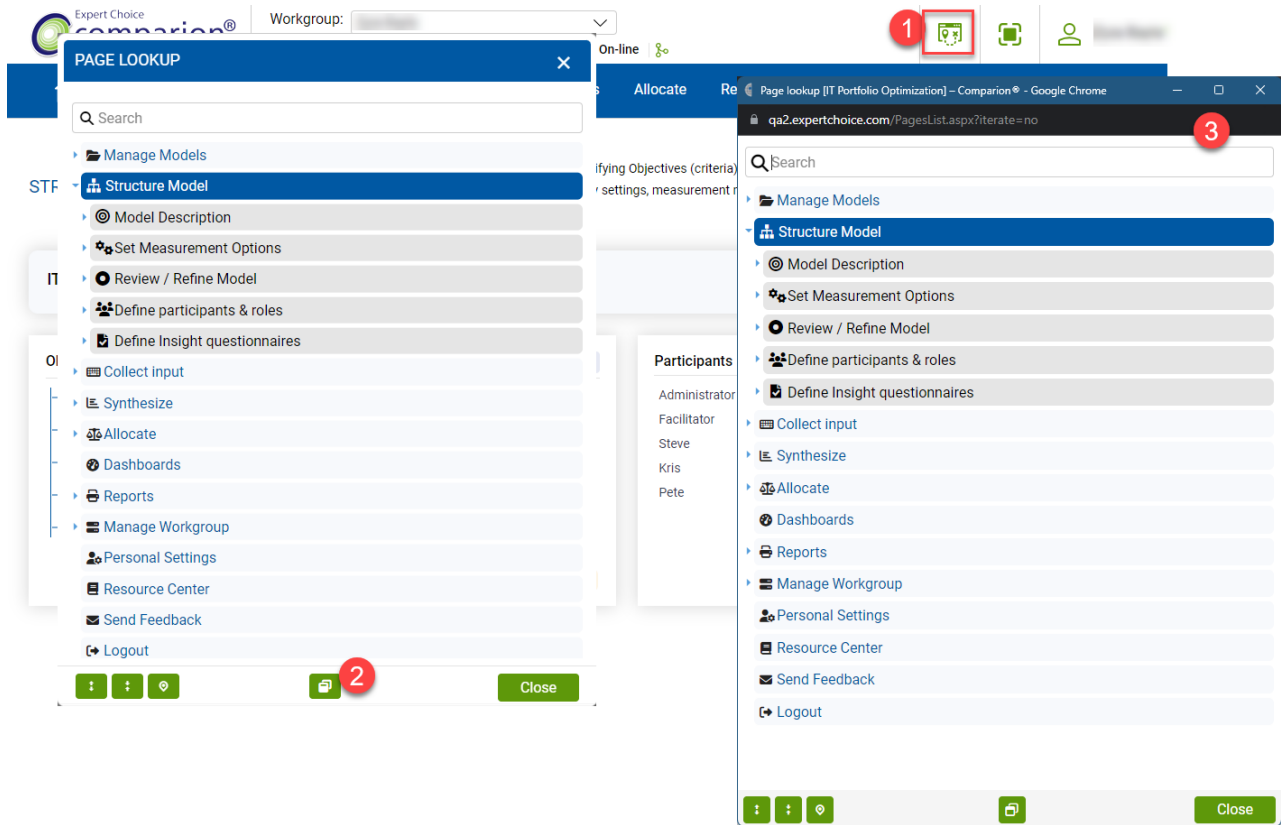 Expert Choice
comparion®
Workgroup:
1
On-line
Allocate
Re
STR
ifying Objectives (criteria)
settings, measurement
IT
Participants
Administrator
Facilitator
Steve
Kris
Pete
PAGE LOOKUP
Search
Manage Models
Structure Model
Model Description
Set Measurement Options
Review / Refine Model
Define participants & roles
Define Insight questionnaires
Collect input
Synthesize
Allocate
Dashboards
Reports
Manage Workgroup
Personal Settings
Resource Center
Send Feedback
Logout
2
Close
Page lookup [IT Portfolio Optimization] – Comparion® - Google Chrome
qa2.expertchoice.com/PagesList.aspx?iterate=no
3
Search
Manage Models
Structure Model
Model Description
Set Measurement Options
Review / Refine Model
Define participants & roles
Define Insight questionnaires
Collect input
Synthesize
Allocate
Dashboards
Reports
Manage Workgroup
Personal Settings
Resource Center
Send Feedback
Logout
Close